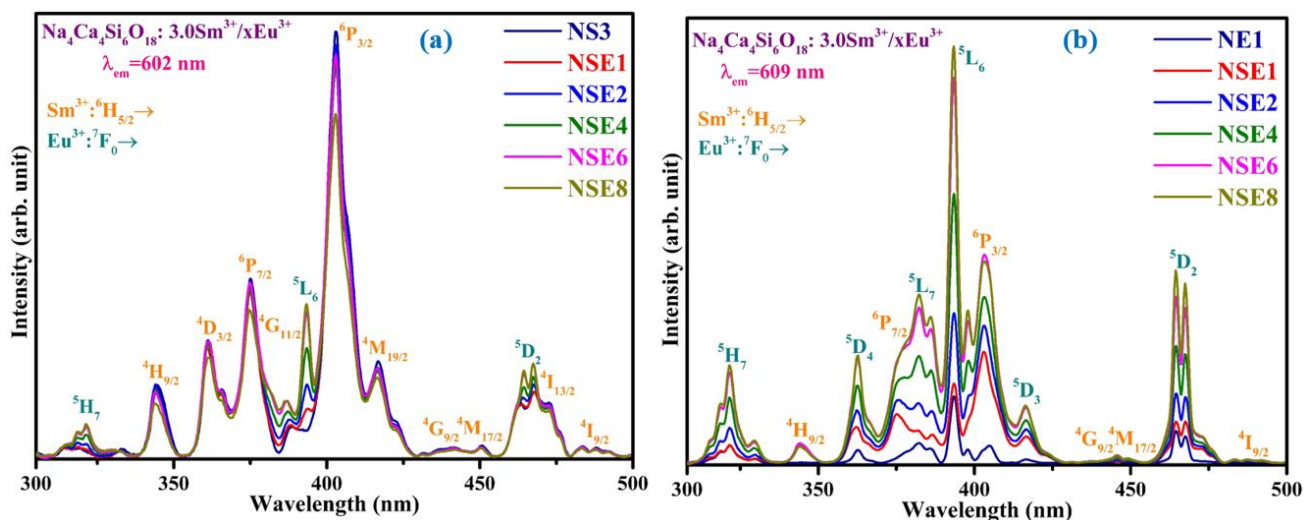 Na₄Ca₄Si₆O₁₈: 3.0Sm³⁺/xEu³⁺
λₑₘ=602 nm
(a)
Sm³⁺:⁶H₅/₂→
Eu³⁺:⁷F₀→
NS3
NSE1
NSE2
NSE4
NSE6
NSE8
⁵H₇
⁴H₉/₂
⁴D₃/₂
⁶P₇/₂
⁴G₁₁/₂
⁵L₆
⁶P₃/₂
⁴M₁₉/₂
⁴G₉/₂ ⁴M₁₇/₂
⁵D₂
⁴I₁₃/₂
⁴I₉/₂
Intensity (arb. unit)
300 350 400 450 500
Wavelength (nm)
Na₄Ca₄Si₆O₁₈: 3.0Sm³⁺/xEu³⁺
λₑₘ=609 nm
(b)
Sm³⁺:⁶H₅/₂→
Eu³⁺:⁷F₀→
NE1
NSE1
NSE2
NSE4
NSE6
NSE8
⁵H₇
⁴H₉/₂
⁵D₄
⁶P₇/₂
⁵L₇
⁵L₆
⁶P₃/₂
⁵D₃
⁴G₉/₂ ⁴M₁₇/₂
⁵D₂
⁴I₉/₂
Intensity (arb. unit)
300 350 400 450 500
Wavelength (nm)